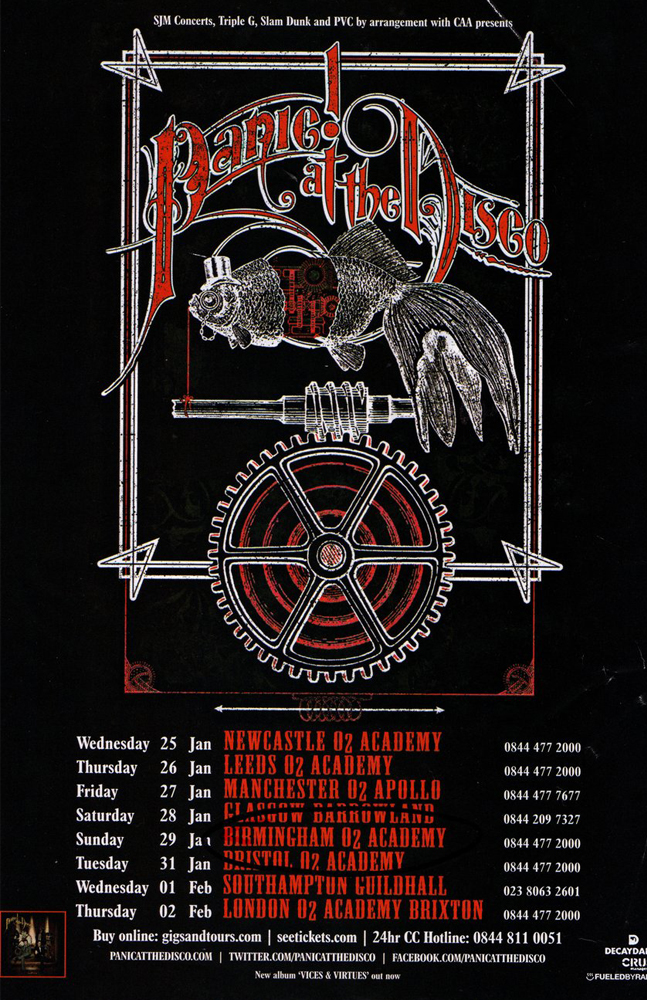 SJM Concerts, Triple G, Slam Dunk and PVC by arrangement with CAA presents
Panic! at the Disco
Wednesday 25 Jan NEWCASTLE O2 ACADEMY 0844 477 2000
Thursday 26 Jan LEEDS O2 ACADEMY 0844 477 2000
Friday 27 Jan MANCHESTER O2 APOLLO 0844 477 7677
Saturday 28 Jan GLASGOW BARROWLAND 0844 209 7327
Sunday 29 Jan BIRMINGHAM O2 ACADEMY 0844 477 2000
Tuesday 31 Jan BRISTOL O2 ACADEMY 0844 477 2000
Wednesday 01 Feb SOUTHAMPTON GUILDHALL 023 8063 2601
Thursday 02 Feb LONDON O2 ACADEMY BRIXTON 0844 477 2000
Buy online: gigsandtours.com | seetickets.com | 24hr CC Hotline: 0844 811 0051
PANICATTHEDISCO.COM | TWITTER.COM/PANICATTHEDISCO | FACEBOOK.COM/PANICATTHEDISCO
New album 'VICES & VIRTUES' out now
DECAYDA
CRU
FUELEDBYRA